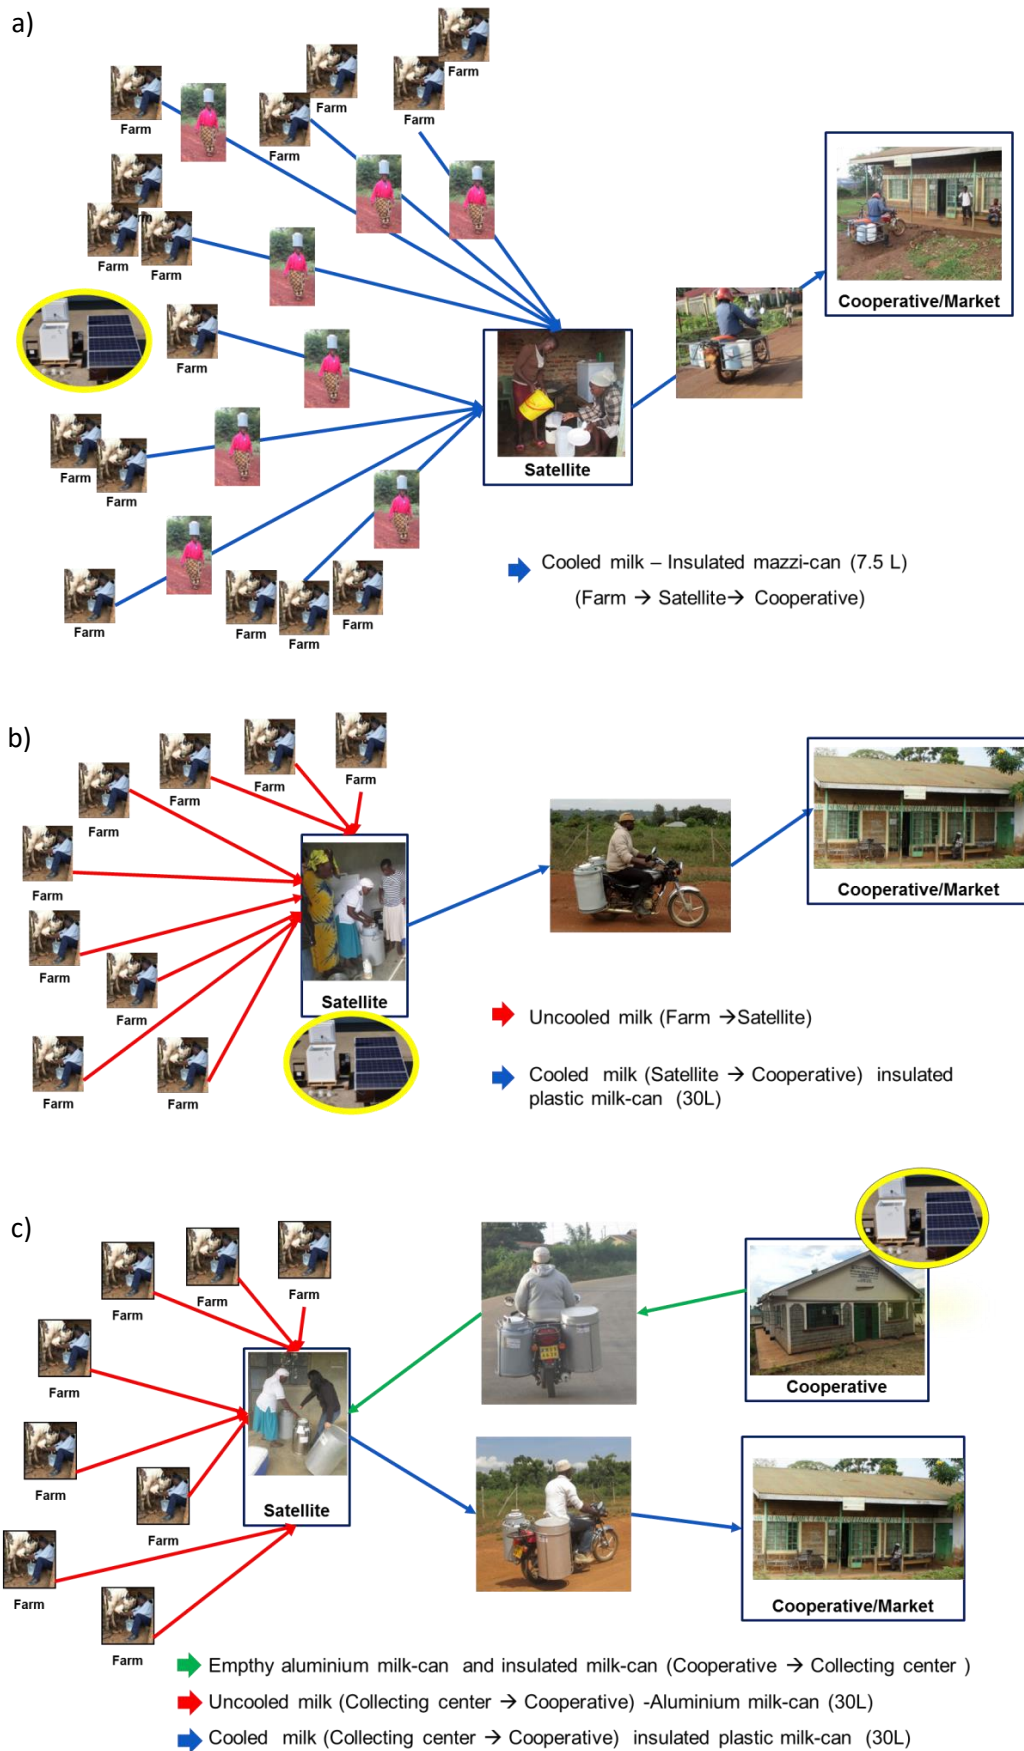 a)
Farm
Farm
Farm
Farm
Farm
Farm
Farm
Farm
Farm
Cooperative/Market
Farm
Farm
Satellite
Farm
Farm
Farm
Farm
Cooled milk – Insulated mazzi-can (7.5 L)
(Farm → Satellite→ Cooperative)
b)
Farm
Farm
Farm
Farm
Farm
Farm
Farm
Farm
Farm
Satellite
Cooperative/Market
Uncooled milk (Farm →Satellite)
Cooled milk (Satellite → Cooperative) insulated
plastic milk-can (30L)
c)
Farm
Farm
Farm
Farm
Farm
Farm
Farm
Farm
Satellite
Cooperative
Cooperative/Market
Empthy aluminium milk-can and insulated milk-can (Cooperative → Collecting center )
Uncooled milk (Collecting center → Cooperative) -Aluminium milk-can (30L)
Cooled milk (Collecting center → Cooperative) insulated plastic milk-can (30L)